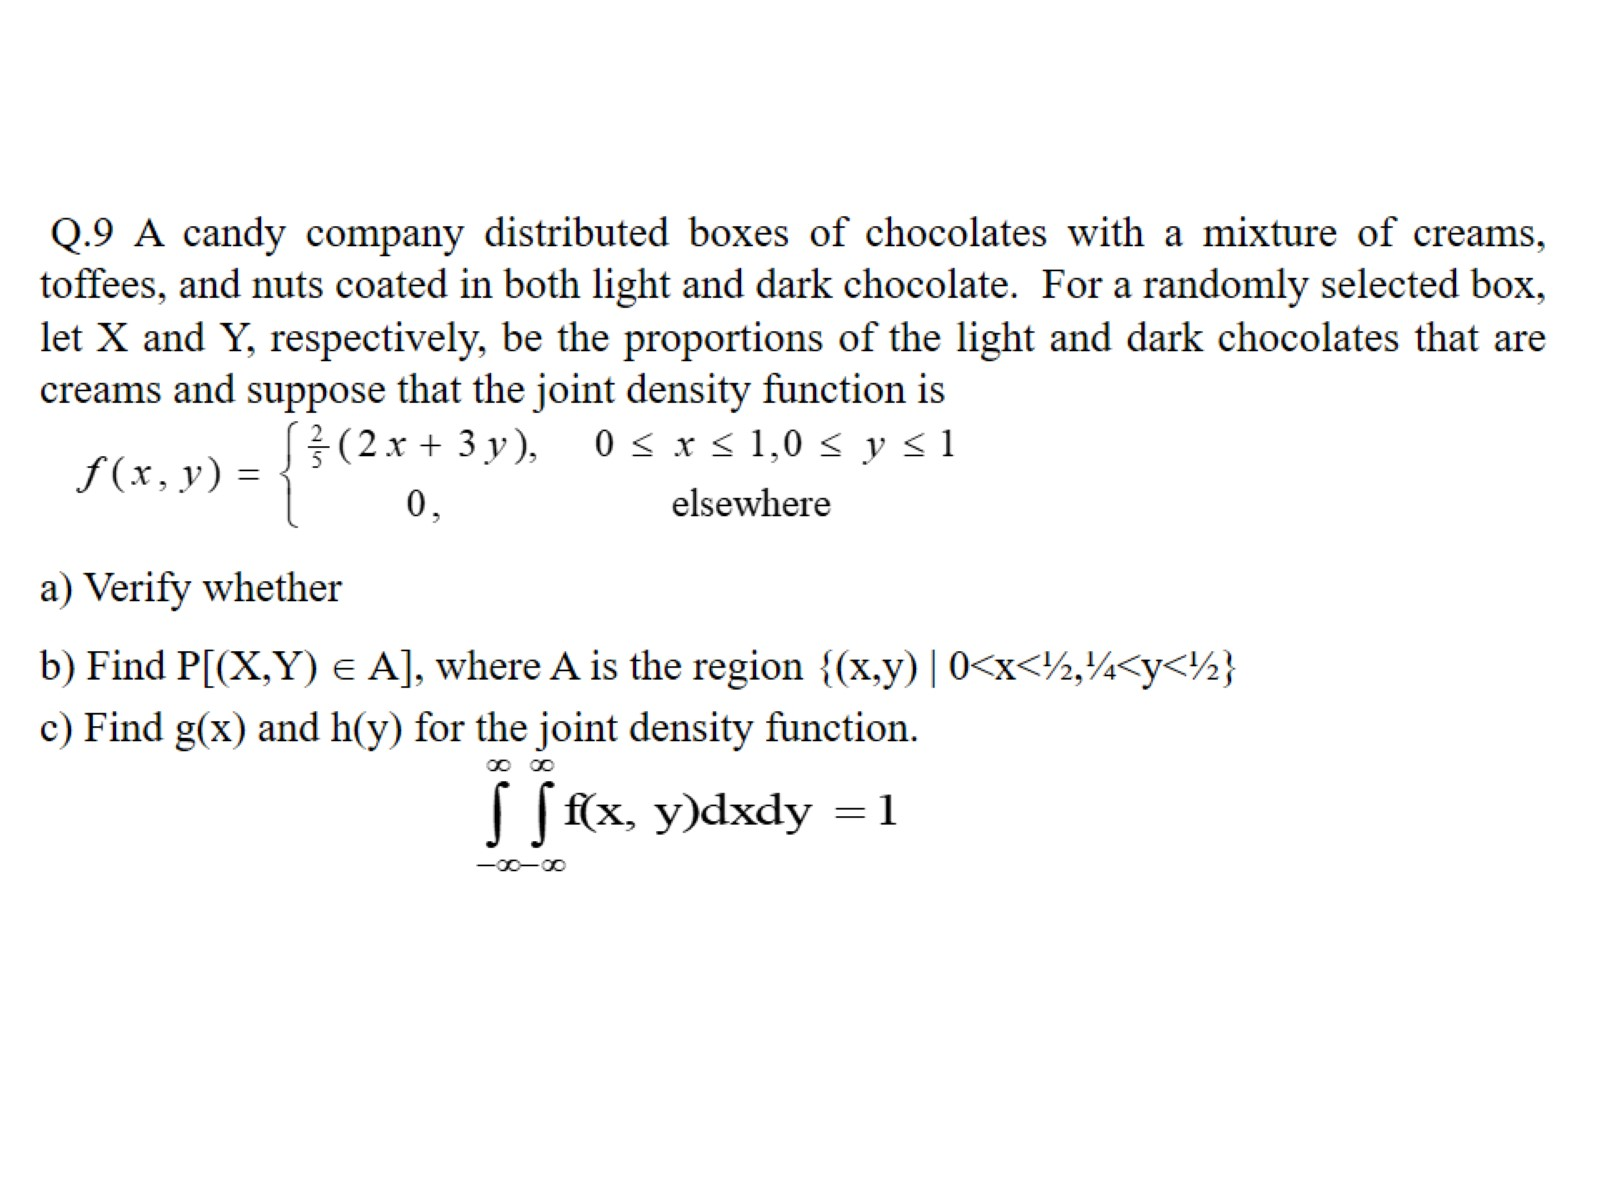 Q.9 A candy company distributed boxes of chocolates with a mixture of creams,
toffees, and nuts coated in both light and dark chocolate. For a randomly selected box,
let X and Y, respectively, be the proportions of the light and dark chocolates that are
creams and suppose that the joint density function is
f(x, y) = { 2/5 (2x + 3y), 0 ≤ x ≤ 1,0 ≤ y ≤ 1
0, elsewhere
a) Verify whether
b) Find P[(X,Y) ∈ A], where A is the region {(x,y) | 0<x<½,¼<y<½}
c) Find g(x) and h(y) for the joint density function.
∞ ∞
∫ ∫ f(x, y)dxdy = 1
−∞−∞